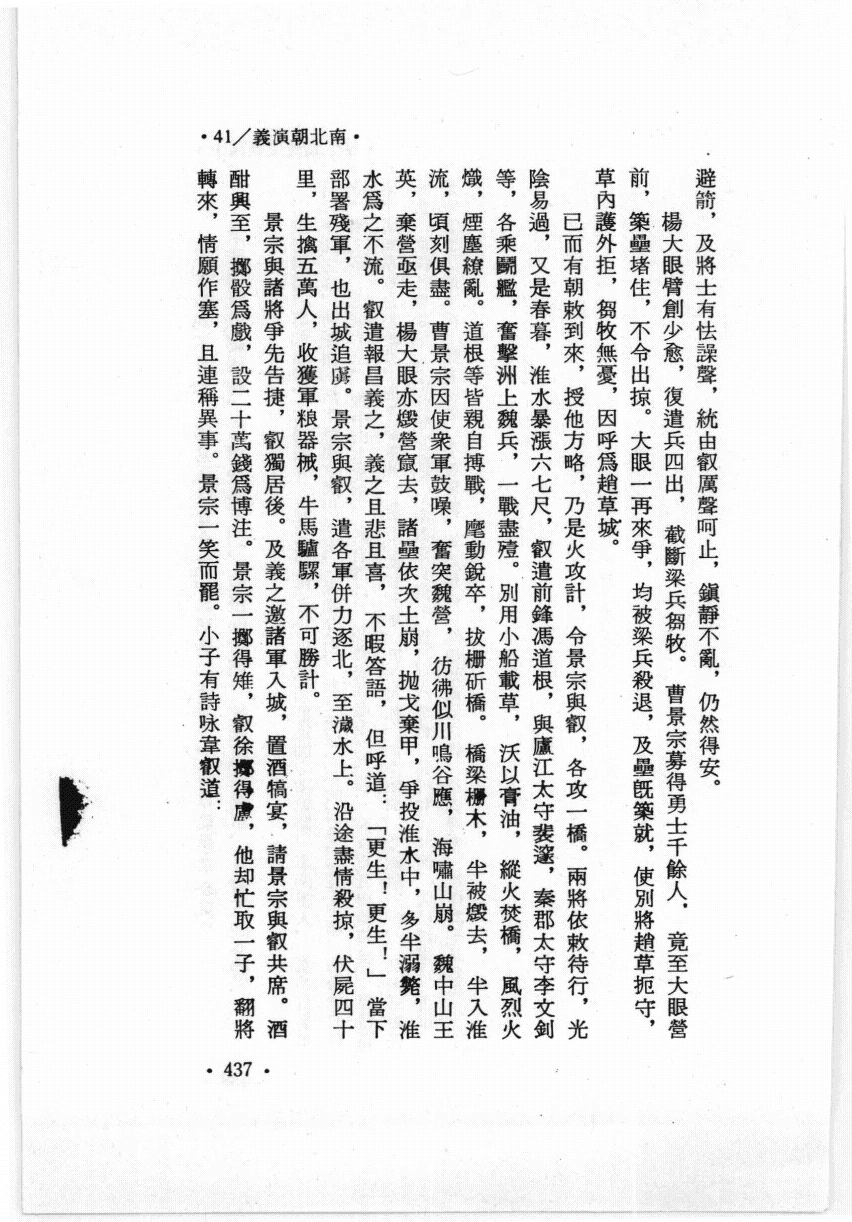 •41／義演朝北南•
避箭，及將士有怯譟聲，統由叡厲聲呵止，鎮靜不亂，仍然得安。
楊大眼臂創少愈，復遣兵四出，截斷梁兵芻牧。曹景宗募得勇士千餘人，竟至大眼營
前，築壘堵住，不令出掠。大眼一再來爭，均被梁兵殺退，及壘旣築就，使別將趙草扼守，
草內護外拒，芻牧無憂，因呼爲趙草城。
已而有朝敕到來，授他方略，乃是火攻計，令景宗與叡，各攻一橋。兩將依敕待行，光
陰易過，又是春暮，淮水暴漲六七尺，叡遣前鋒馮道根，與廬江太守裴邃，秦郡太守李文釗
等，各乘鬭艦，奮擊洲上魏兵，一戰盡殪。別用小船載草，沃以膏油，縱火焚橋，風烈火
熾，煙塵繚亂。道根等皆親自搏戰，麾動銳卒，拔栅斫橋。橋梁栅木，半被燬去，半入淮
流，頃刻俱盡。曹景宗因使衆軍鼓噪，奮突魏營，彷彿似川鳴谷應，海嘯山崩。魏中山王
英，棄營亟走，楊大眼亦燬營竄去，諸壘依次土崩，拋戈棄甲，爭投淮水中，多半溺斃，淮
水爲之不流。叡遣報昌義之，義之且悲且喜，不暇答語，但呼道：「更生！更生！」當下
部署殘軍，也出城追虜。景宗與叡，遣各軍併力逐北，至濊水上。沿途盡情殺掠，伏屍四十
里，生擒五萬人，收獲軍粮器械，牛馬驢騾，不可勝計。
景宗與諸將爭先告捷，叡獨居後。及義之邀諸軍入城，置酒犒宴，請景宗與叡共席。酒
酣興至，擲骰爲戲，設二十萬錢爲博注。景宗一擲得雉，叡徐擲得盧，他却忙取一子，翻將
轉來，情願作塞，且連稱異事。景宗一笑而罷。小子有詩咏韋叡道：
•437•